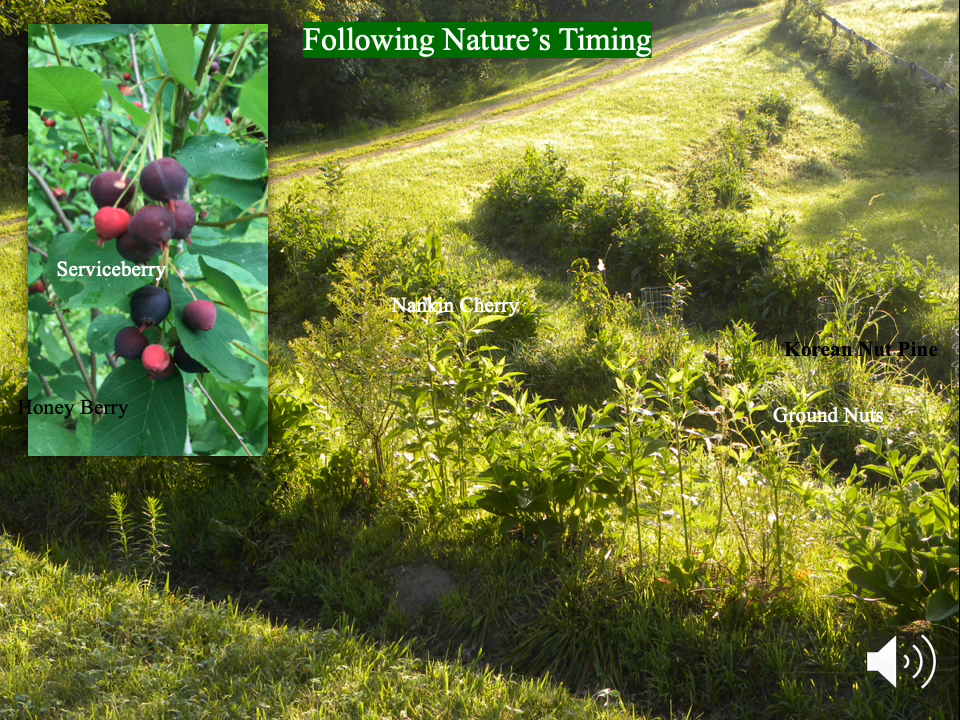 Following Nature’s Timing
Serviceberry
Nankin Cherry
Korean Nut Pine
Honey Berry
Ground Nuts